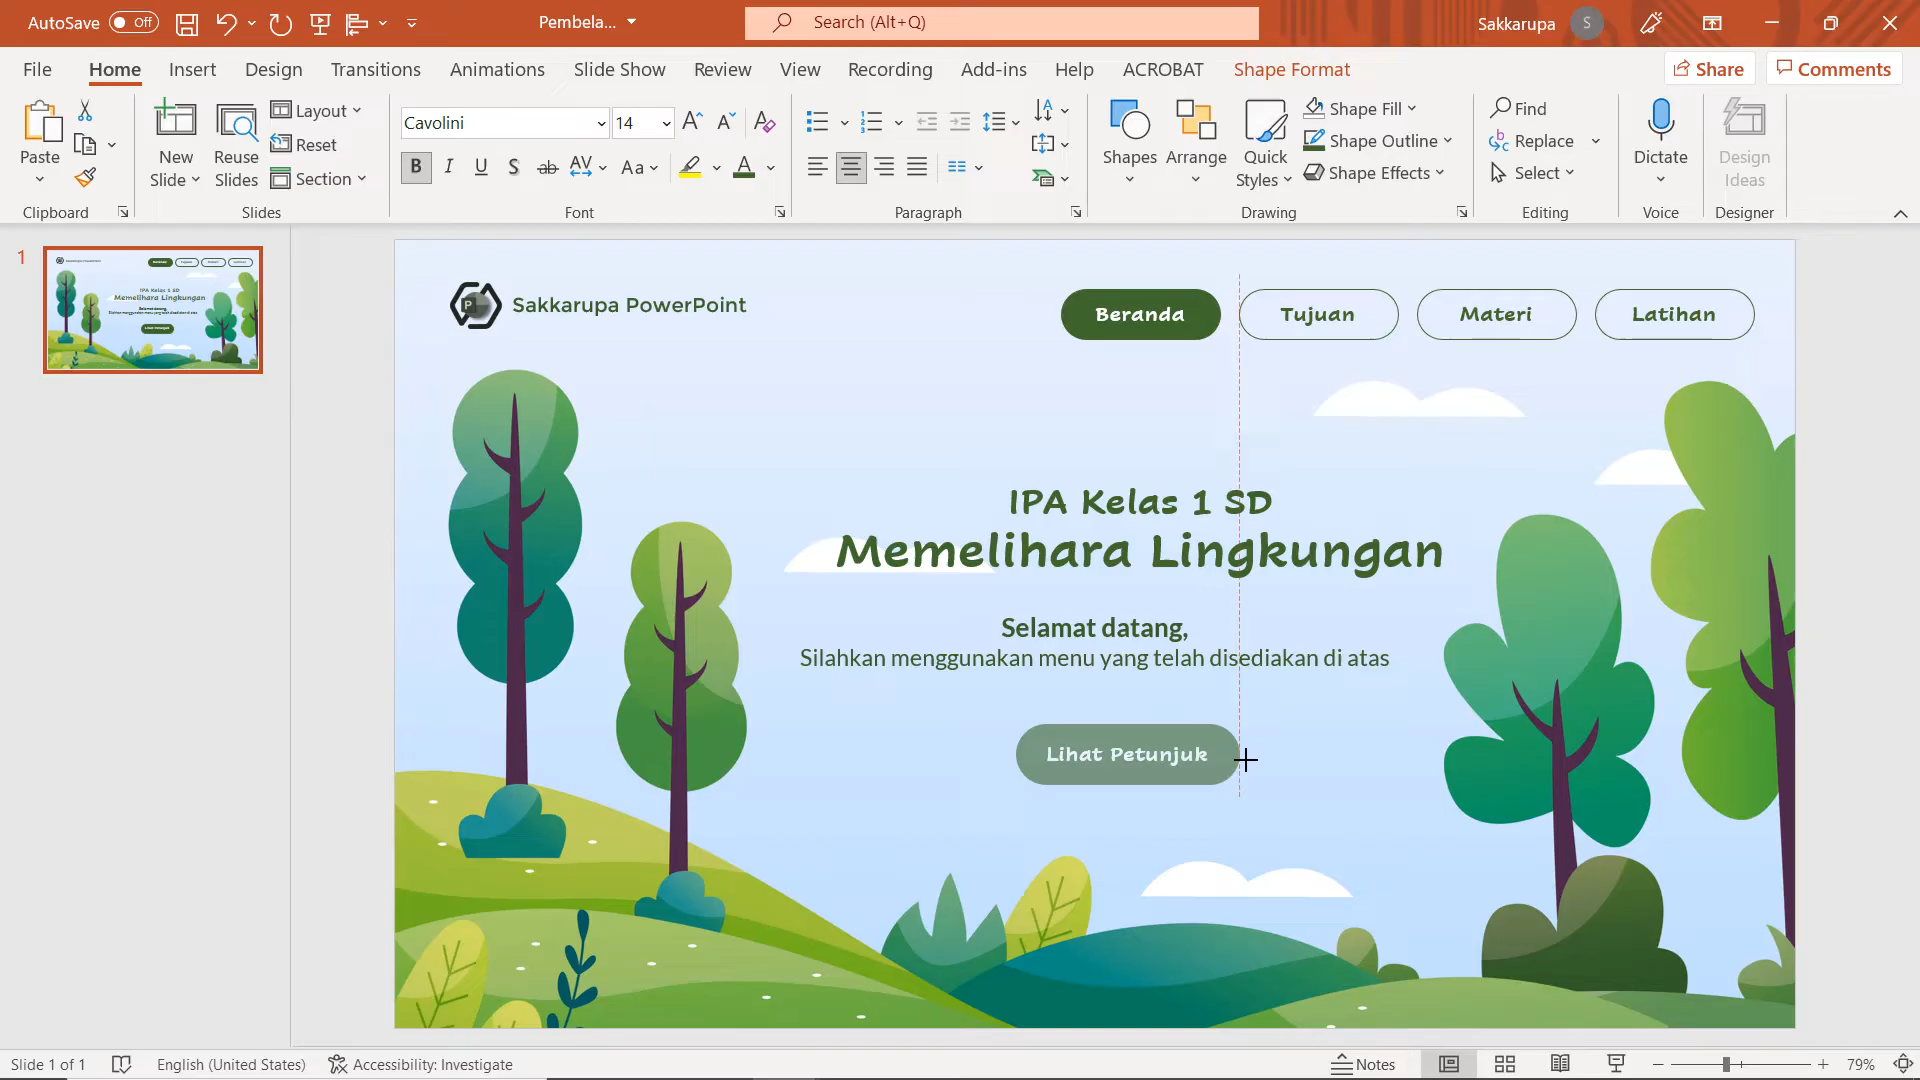 AutoSave Off Pembela... Search (Alt+Q) Sakkarupa S
File Home Insert Design Transitions Animations Slide Show Review View Recording Add-ins Help ACROBAT Shape Format Share Comments
Paste
Clipboard
New Slide
Reuse Slides
Layout
Reset
Section
Slides
Cavolini 14
B I U S ab AV Aa A
Font
Paragraph
Shapes
Arrange
Quick Styles
Shape Fill
Shape Outline
Shape Effects
Drawing
Find
Replace
Select
Editing
Dictate
Voice
Design Ideas
Designer
1
Sakkarupa PowerPoint
Beranda Tujuan Materi Latihan
IPA Kelas 1 SD
Memelihara Lingkungan
Selamat datang,
Silahkan menggunakan menu yang telah disediakan di atas
Lihat Petunjuk
Slide 1 of 1 English (United States) Accessibility: Investigate Notes 79%